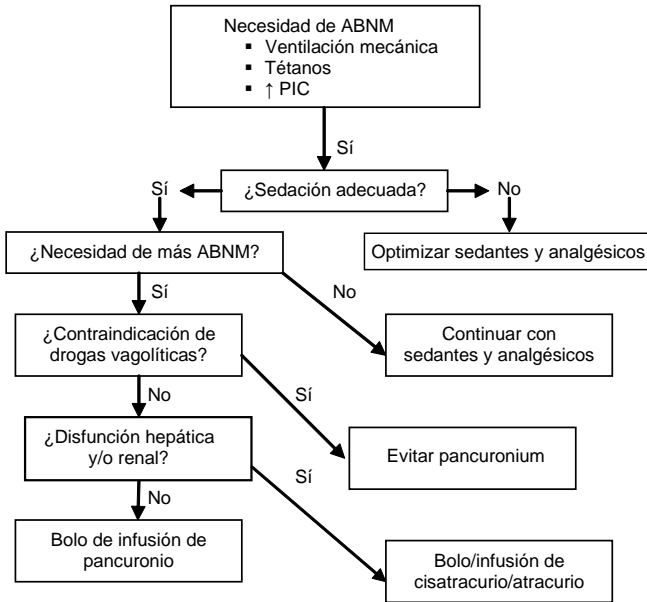 Necesidad de ABNM
▪ Ventilación mecánica
▪ Tétanos
▪ ↑ PIC
Sí
Sí
¿Sedación adecuada?
No
¿Necesidad de más ABNM?
Optimizar sedantes y analgésicos
Sí
No
¿Contraindicación de
drogas vagolíticas?
Continuar con
sedantes y analgésicos
No
Sí
¿Disfunción hepática
y/o renal?
Evitar pancuronium
No
Sí
Bolo de infusión de
pancuronio
Bolo/infusión de
cisatracurio/atracurio